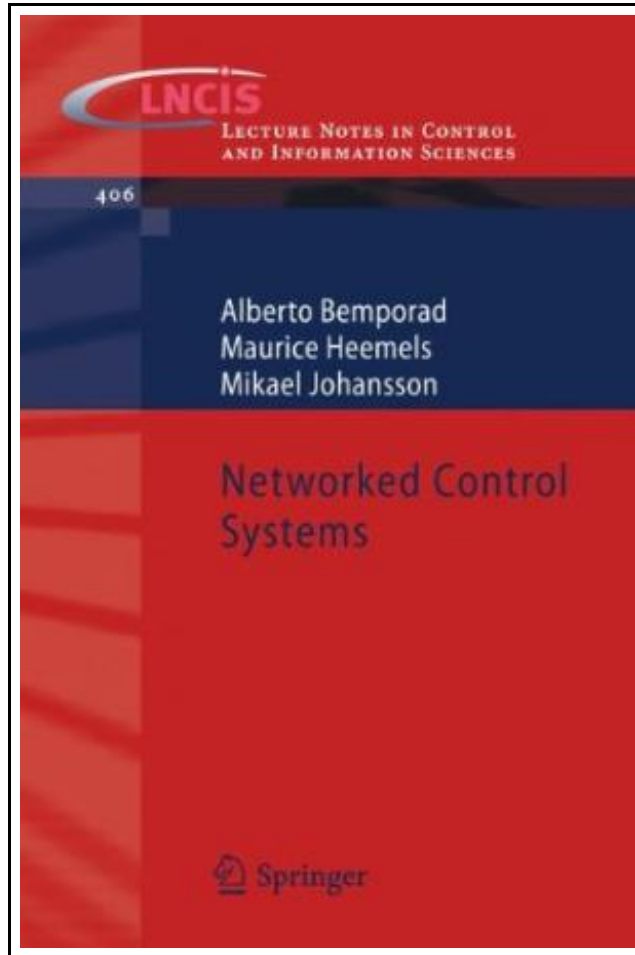 LNCIS
LECTURE NOTES IN CONTROL
AND INFORMATION SCIENCES
406
Alberto Bemporad
Maurice Heemels
Mikael Johansson
Networked Control
Systems
Springer